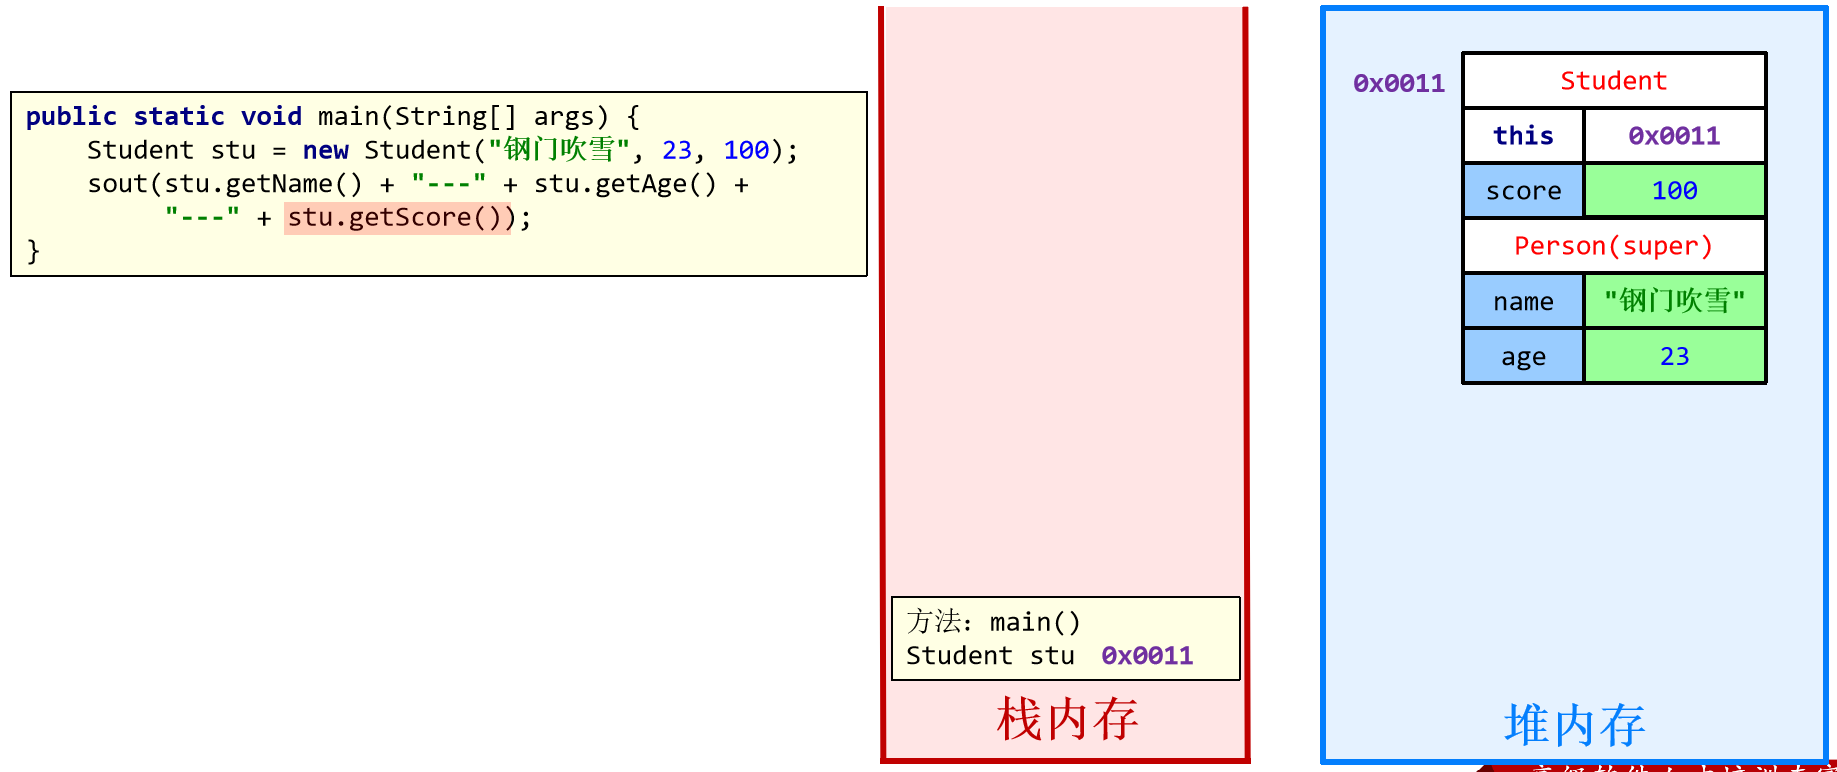 public static void main(String[] args) {
    Student stu = new Student("钢门吹雪", 23, 100);
    sout(stu.getName() + "---" + stu.getAge() +
         "---" + stu.getScore());
}
方法：main()
Student stu 0x0011
栈内存
0x0011
Student
this 0x0011
score 100
Person(super)
name "钢门吹雪"
age 23
堆内存